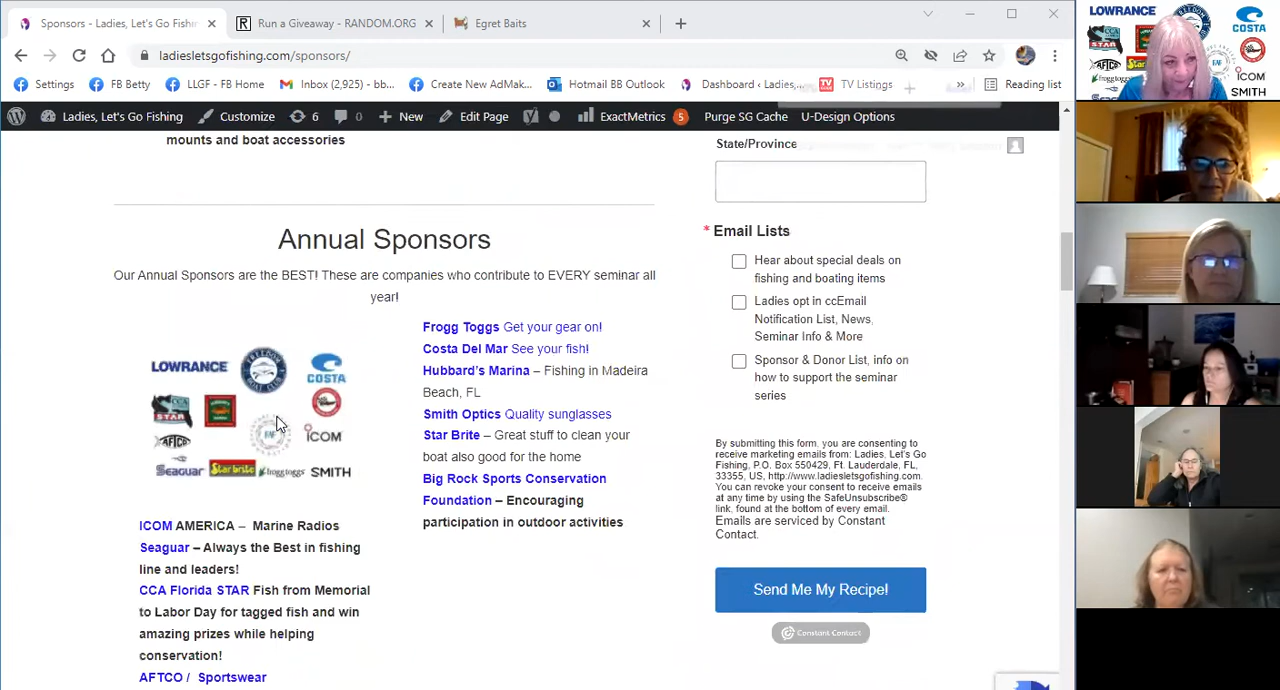 Sponsors - Ladies, Let's Go Fishin
Run a Giveaway - RANDOM.ORG
Egret Baits
ladiesletsgofishing.com/sponsors/
Settings
FB Betty
LLGF - FB Home
Inbox (2,925) - bb...
Create New AdMak...
Hotmail BB Outlook
Dashboard ‹ Ladies,...
TV Listings
»
Reading list
Ladies, Let's Go Fishing
Customize
6
0
New
Edit Page
ExactMetrics
5
Purge SG Cache
U-Design Options
mounts and boat accessories
Annual Sponsors
Our Annual Sponsors are the BEST! These are companies who contribute to EVERY seminar all
year!
LOWRANCE
COSTA
STAR
AFTCO
FAF
ICOM
Seaguar
Starbrite
froggtoggs
SMITH
ICOM AMERICA – Marine Radios
Seaguar – Always the Best in fishing
line and leaders!
CCA Florida STAR Fish from Memorial
to Labor Day for tagged fish and win
amazing prizes while helping
conservation!
AFTCO / Sportswear
Frogg Toggs Get your gear on!
Costa Del Mar See your fish!
Hubbard's Marina – Fishing in Madeira
Beach, FL
Smith Optics Quality sunglasses
Star Brite – Great stuff to clean your
boat also good for the home
Big Rock Sports Conservation
Foundation – Encouraging
participation in outdoor activities
State/Province
* Email Lists
Hear about special deals on
fishing and boating items
Ladies opt in ccEmail
Notification List, News,
Seminar Info & More
Sponsor & Donor List, info on
how to support the seminar
series
By submitting this form, you are consenting to
receive marketing emails from: Ladies, Let's Go
Fishing, P.O. Box 550429, Ft. Lauderdale, FL,
33355, US, http://www.ladiesletsgofishing.com.
You can revoke your consent to receive emails
at any time by using the SafeUnsubscribe®
link, found at the bottom of every email.
Emails are serviced by Constant
Contact.
Send Me My Recipe!
Constant Contact
LOWRANCE
COSTA
STAR
AFTCO
FAF
ICOM
froggtoggs
Seaguar
SMITH